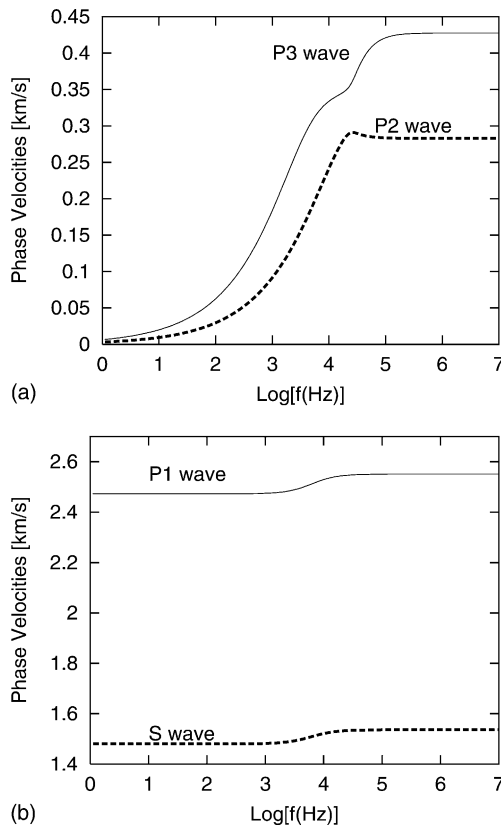 0.45
0.4
0.35
0.3
0.25
0.2
0.15
0.1
0.05
0
Phase Velocities [km/s]
P3 wave
P2 wave
0 1 2 3 4 5 6 7
Log[f(Hz)]
(a)
2.6
2.4
2.2
2
1.8
1.6
1.4
Phase Velocities [km/s]
P1 wave
S wave
0 1 2 3 4 5 6 7
Log[f(Hz)]
(b)